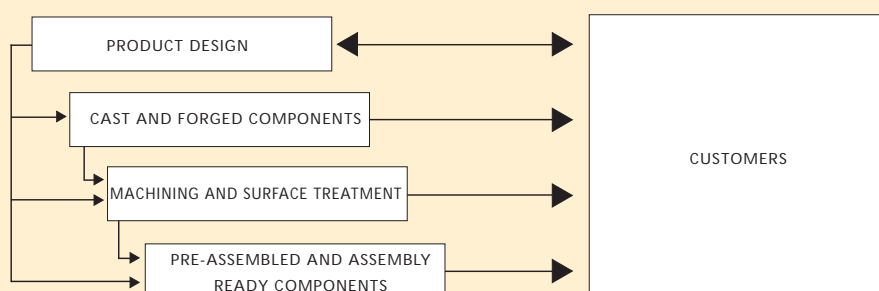 PRODUCT DESIGN
CAST AND FORGED COMPONENTS
CUSTOMERS
MACHINING AND SURFACE TREATMENT
PRE-ASSEMBLED AND ASSEMBLY
READY COMPONENTS